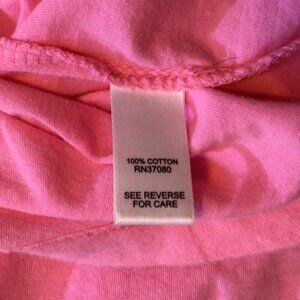 100% COTTON
RN37080
SEE REVERSE
FOR CARE